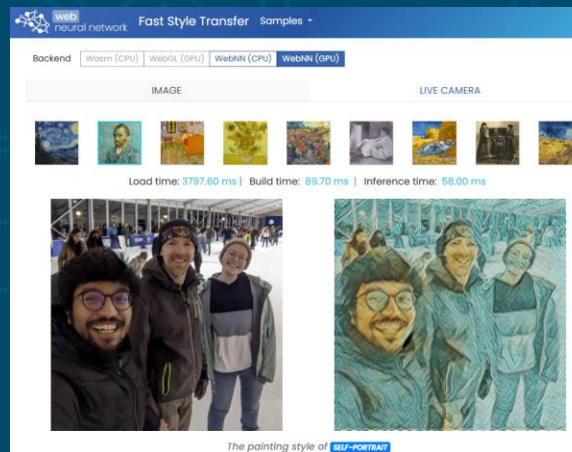 web
neural network
Fast Style Transfer Samples
Backend Wasm (CPU) WebGL (GPU) WebNN (CPU) WebNN (GPU)
IMAGE LIVE CAMERA
Load time: 3797.60 ms | Build time: 89.70 ms | Inference time: 58.00 ms
The painting style of SELF-PORTRAIT